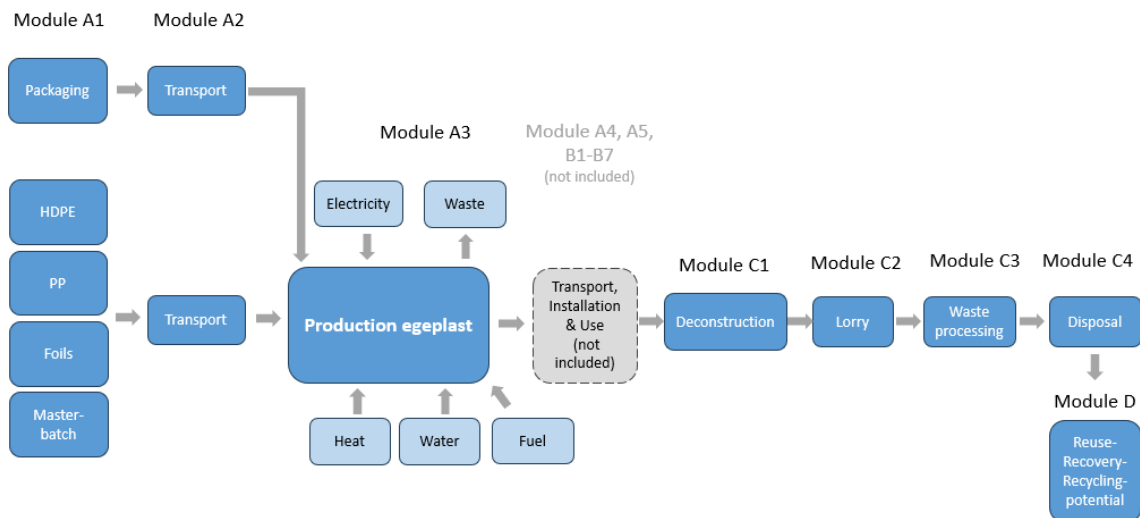 Module A1
Module A2
Packaging
Transport
Module A3
Module A4, A5,
B1-B7
(not included)
HDPE
PP
Foils
Master-
batch
Transport
Electricity
Waste
Production egeplast
Heat
Water
Fuel
Transport,
Installation
& Use
(not
included)
Module C1
Deconstruction
Module C2
Lorry
Module C3
Waste
processing
Module C4
Disposal
Module D
Reuse-
Recovery-
Recycling-
potential